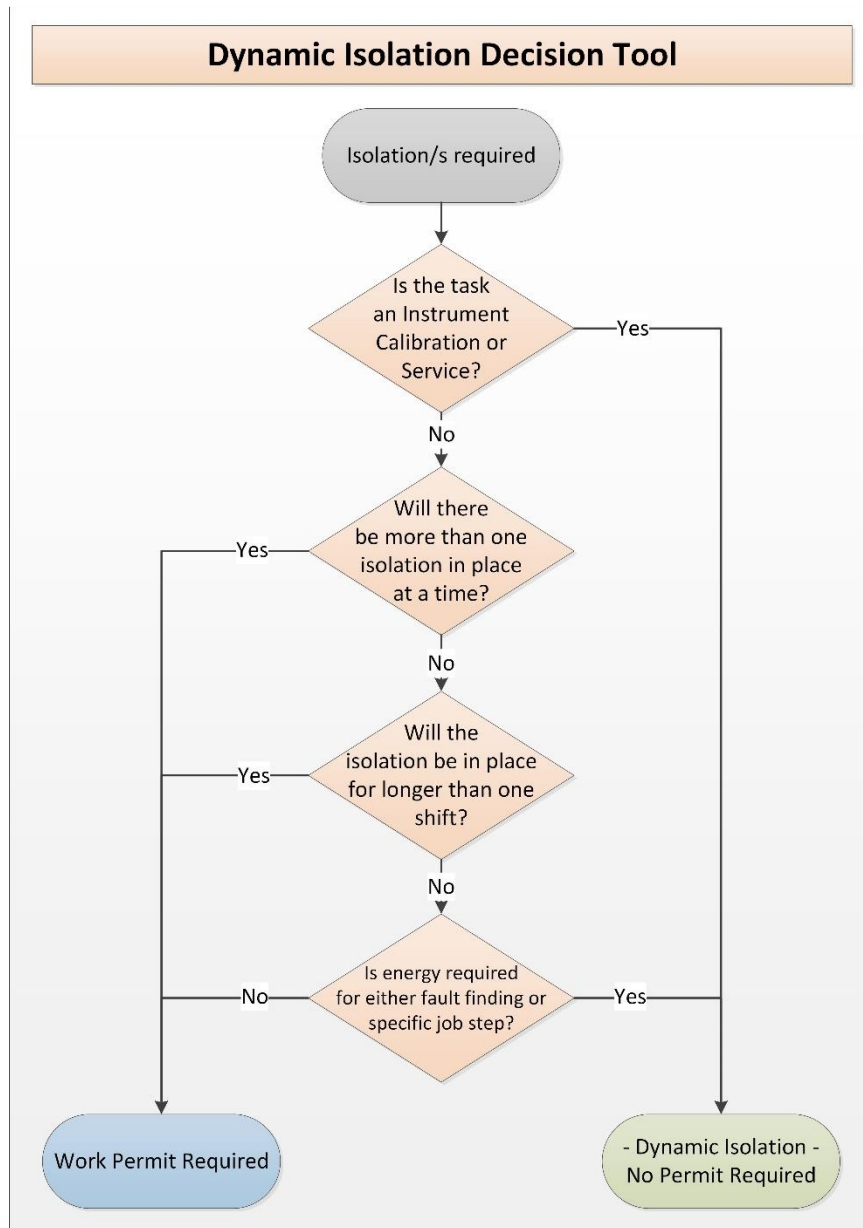 Dynamic Isolation Decision Tool
Isolation/s required
Is the task
an Instrument
Calibration or
Service?
Yes
No
Will there
be more than one
isolation in place
at a time?
Yes
No
Will the
isolation be in place
for longer than one
shift?
Yes
No
Is energy required
for either fault finding or
specific job step?
No
Yes
Work Permit Required
- Dynamic Isolation -
No Permit Required